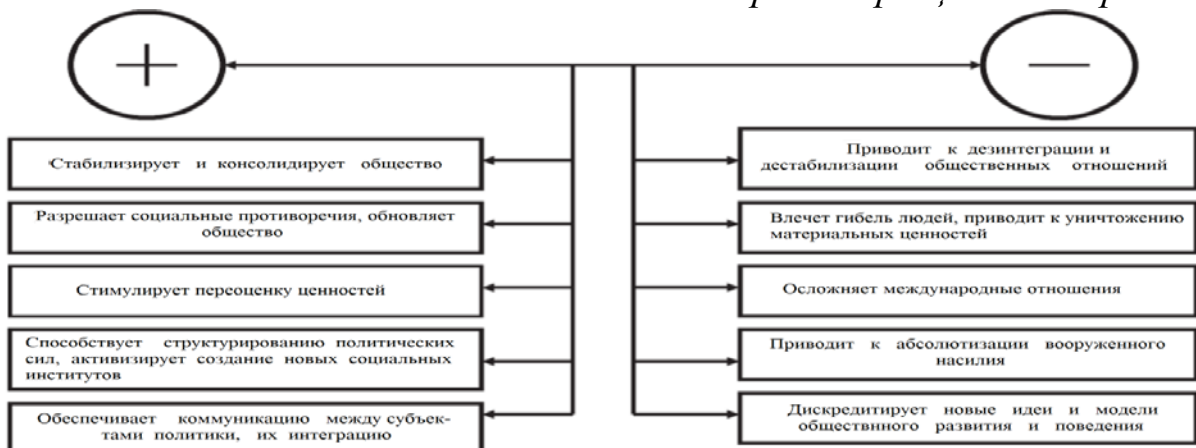 +
—
Стабилизирует и консолидирует общество
Разрешает социальные противоречия, обновляет
общество
Стимулирует переоценку ценностей
Способствует структурированию политических
сил, активизирует создание новых социальных
институтов
Обеспечивает коммуникацию между субъек-
тами политики, их интеграцию
Приводит к дезинтеграции и
дестабилизации общественных отношений
Влечет гибель людей, приводит к уничтожению
материальных ценностей
Осложняет международные отношения
Приводит к абсолютизации вооруженного
насилия
Дискредитирует новые идеи и модели
обществнного развития и поведения